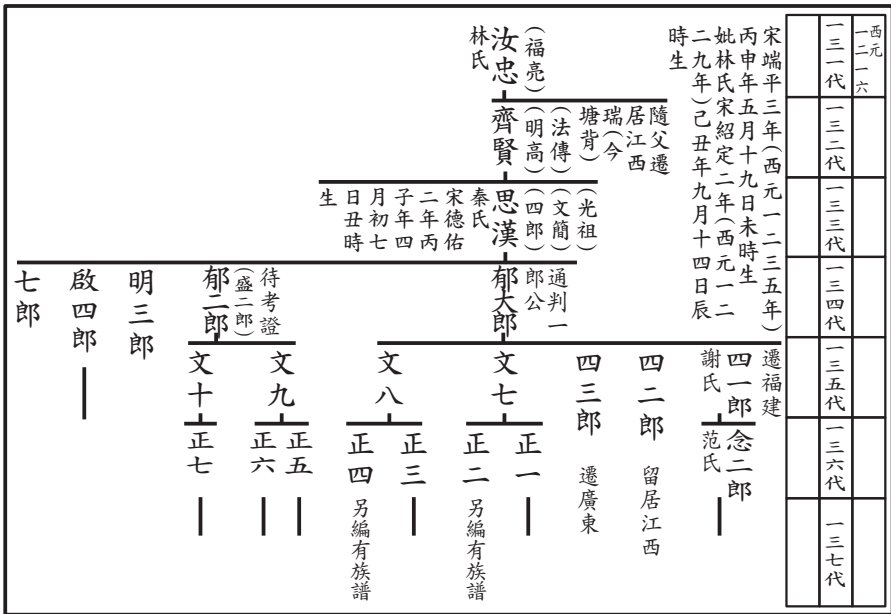 西元
一二一六
一三一代
一三二代
一三三代
一三四代
一三五代
一三六代
一三七代
宋端平三年(西元一二三五年)
丙申年五月十九日未時生
妣林氏宋紹定二年(西元一二
二九年)己丑年九月十四日辰
時生
(福亮)
汝忠
林氏
隨父遷
居江西
瑞(今
塘背)
(法傳)
(明高)
齊賢
(光祖)
(文簡)
(四郎)
思漢
秦氏
宋德佑
二年丙
子年四
月初七
日丑時
生
通判一
郎公
郁大郎
待考證
(盛二郎)
郁二郎
明三郎
啟四郎
七郎
遷福建
四一郎
謝氏
四二郎
留居江西
四三郎
遷廣東
文七
文八
文九
文十
念二郎
范氏
正一
正二
另編有族譜
正三
正四
另編有族譜
正五
正六
正七